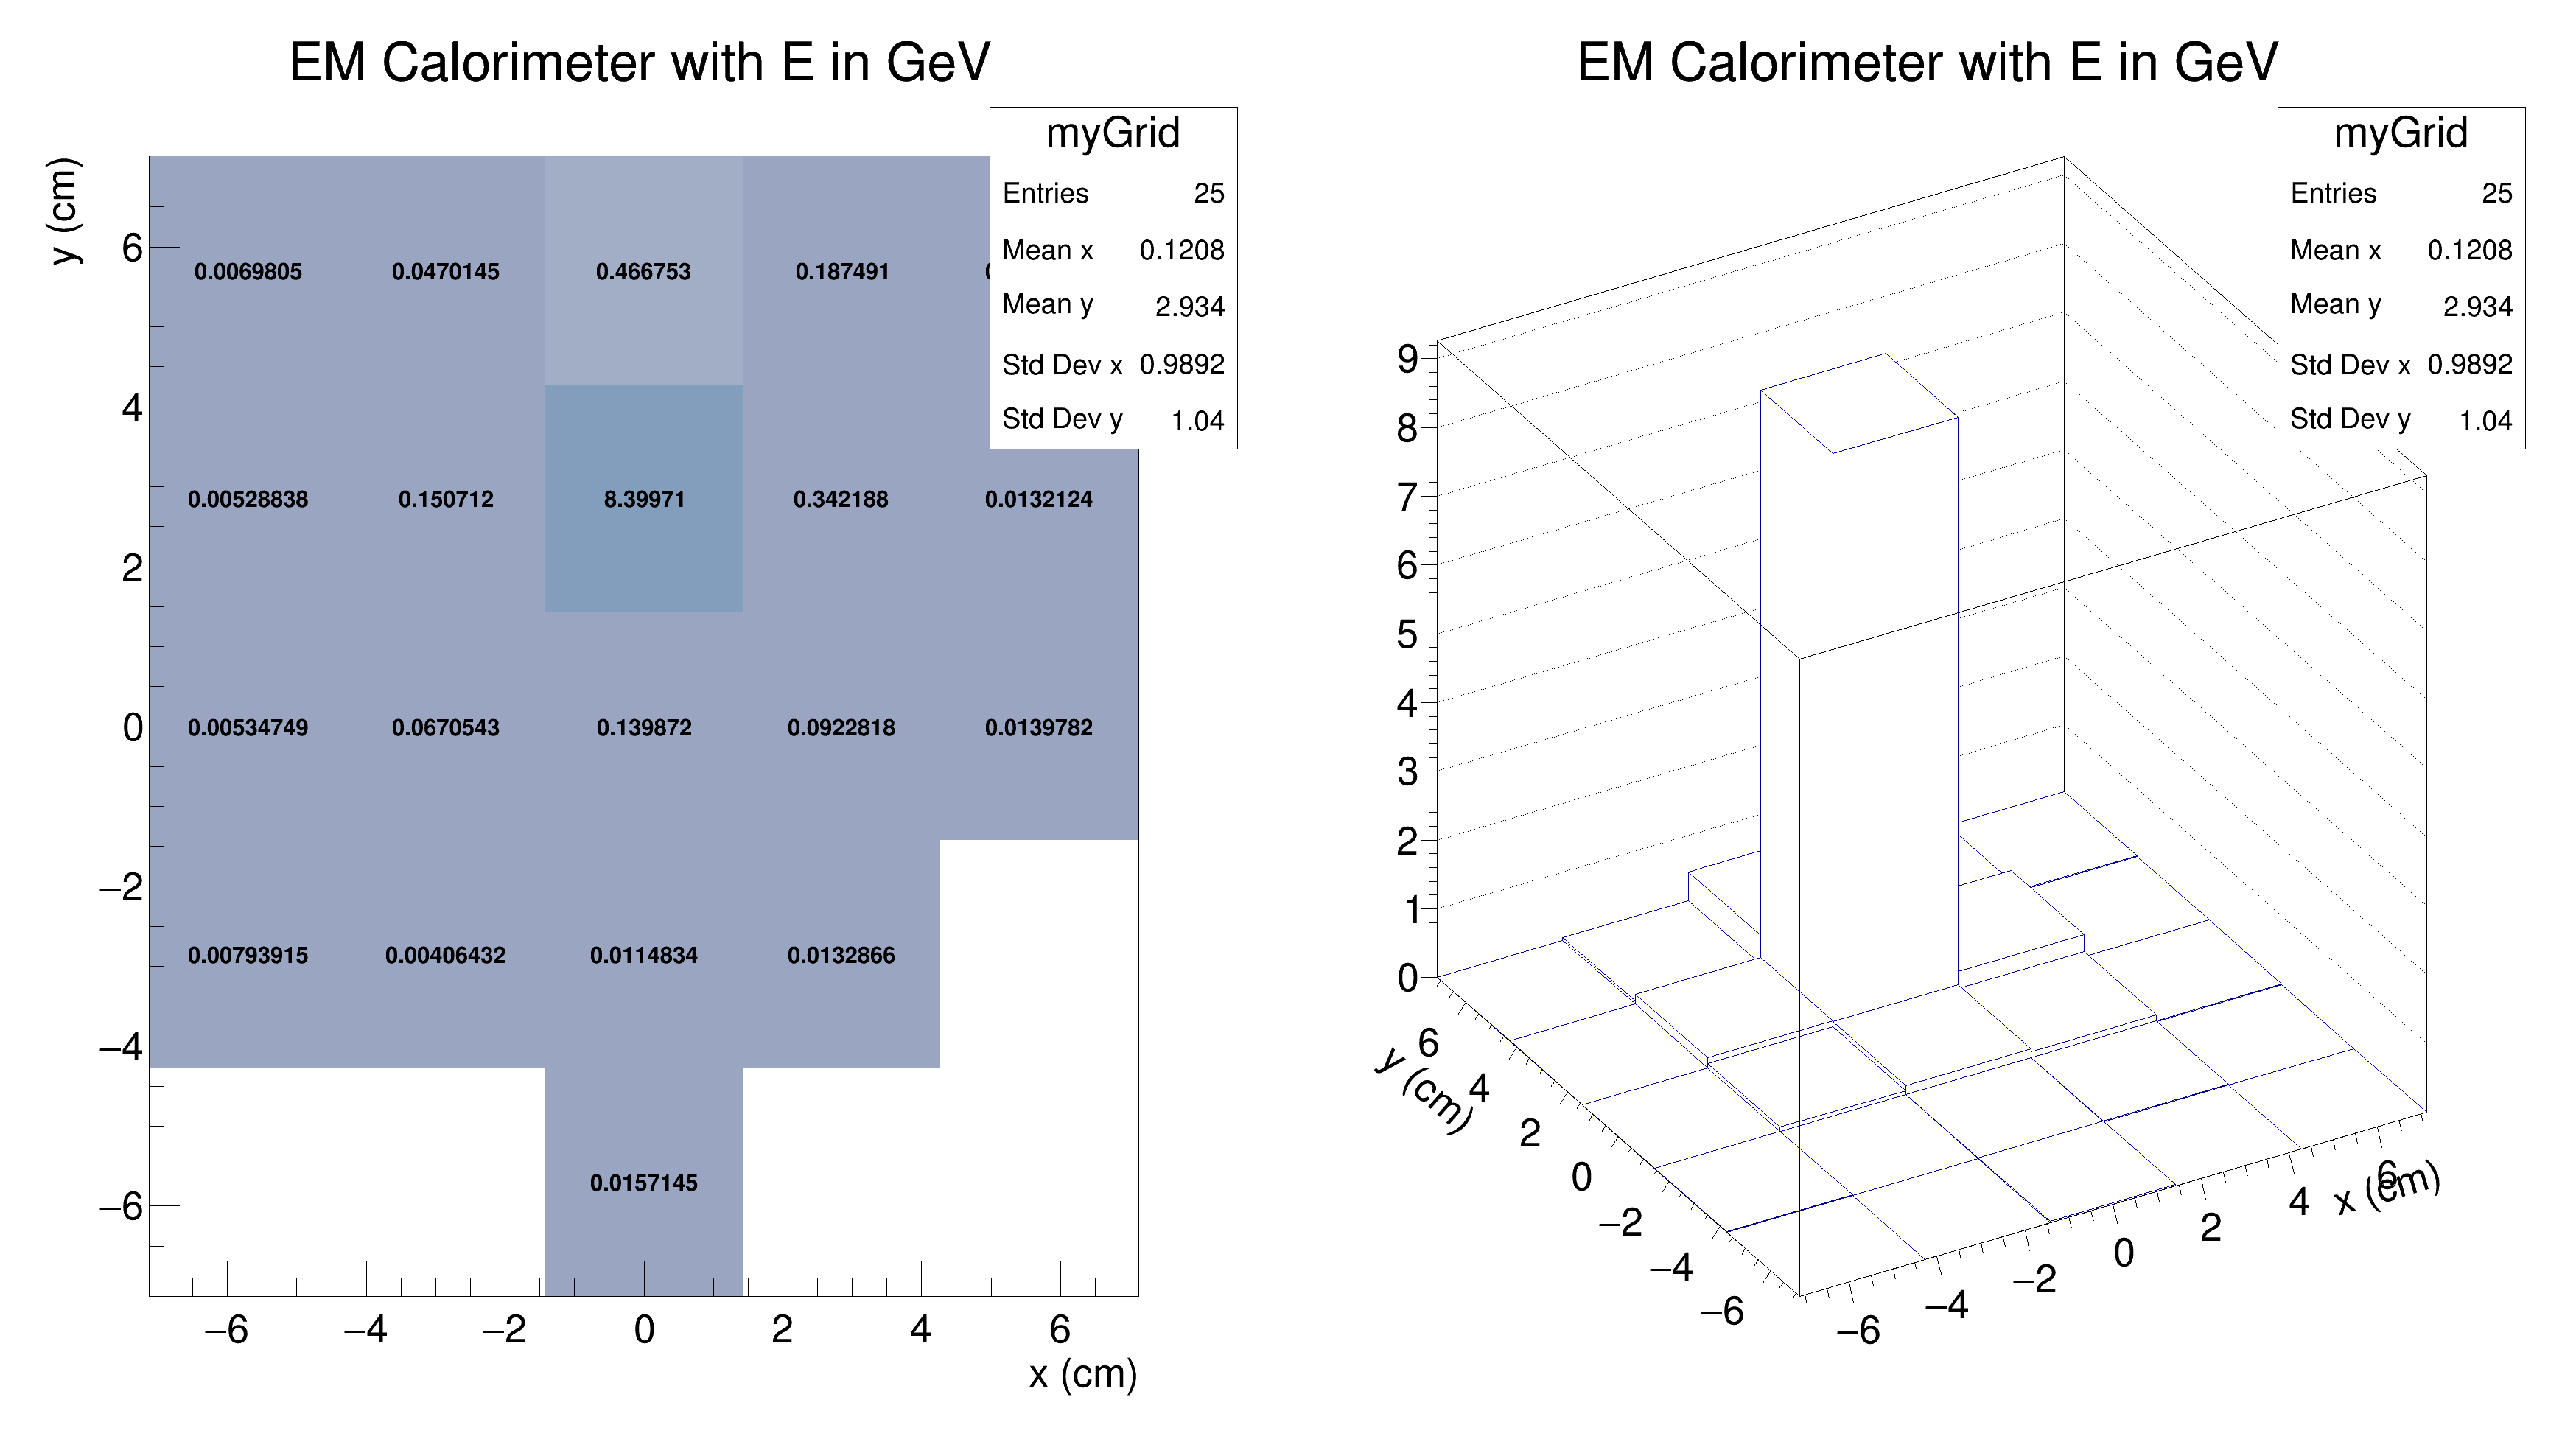 EM Calorimeter with E in GeV
myGrid
Entries 25
Mean x 0.1208
Mean y 2.934
Std Dev x 0.9892
Std Dev y 1.04
y (cm)
6
4
2
0
−2
−4
−6
0.0069805 0.0470145 0.466753 0.187491
0.00528838 0.150712 8.39971 0.342188 0.0132124
0.00534749 0.0670543 0.139872 0.0922818 0.0139782
0.00793915 0.00406432 0.0114834 0.0132866
0.0157145
−6 −4 −2 0 2 4 6
x (cm)
EM Calorimeter with E in GeV
myGrid
Entries 25
Mean x 0.1208
Mean y 2.934
Std Dev x 0.9892
Std Dev y 1.04
9
8
7
6
5
4
3
2
1
0
6
4
2
0
−2
−4
−6
y (cm)
−6 −4 −2 0 2 4 6
x (cm)